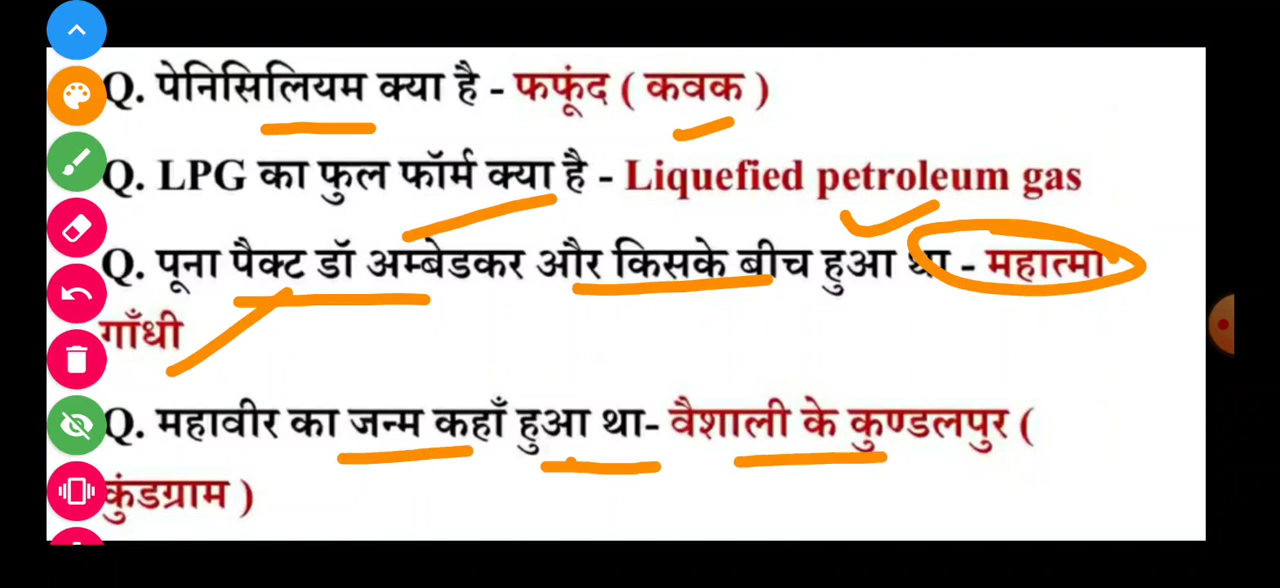 Q. पेनिसिलियम क्या है - फफूंद ( कवक )
Q. LPG का फुल फॉर्म क्या है - Liquefied petroleum gas
Q. पूना पैक्ट डॉ अम्बेडकर और किसके बीच हुआ था - महात्मा
गाँधी
Q. महावीर का जन्म कहाँ हुआ था- वैशाली के कुण्डलपुर (
कुंडग्राम )